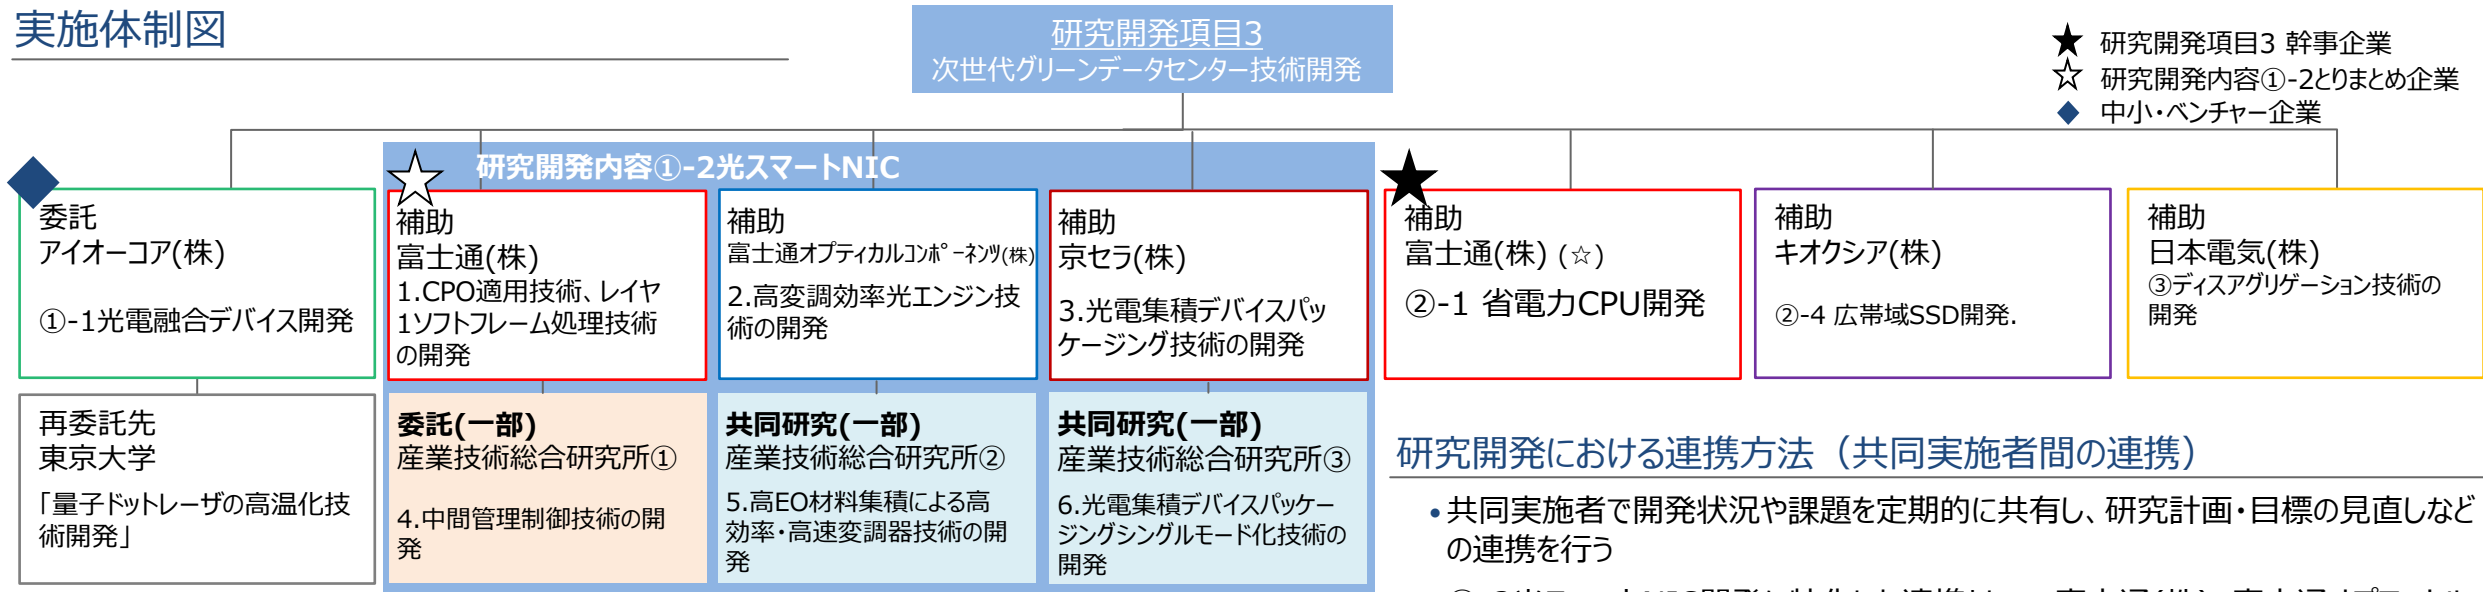 実施体制図
研究開発項目3
次世代グリーンデータセンター技術開発
★ 研究開発項目3 幹事企業
☆ 研究開発内容①-2とりまとめ企業
◆ 中小・ベンチャー企業
研究開発内容①-2光スマートNIC
委託
アイオーコア(株)
①-1光電融合デバイス開発
補助
富士通(株)
1.CPO適用技術、レイヤ
1ソフトフレーム処理技術
の開発
補助
富士通オプティカルコンポーネンツ(株)
2.高変調効率光エンジン技
術の開発
補助
京セラ(株)
3.光電集積デバイスパッ
ケージング技術の開発
補助
富士通(株) (☆)
②-1 省電力CPU開発
補助
キオクシア(株)
②-4 広帯域SSD開発.
補助
日本電気(株)
③ディスアグリゲーション技術の
開発
再委託先
東京大学
「量子ドットレーザの高温化技
術開発」
委託(一部)
産業技術総合研究所①
4.中間管理制御技術の開
発
共同研究(一部)
産業技術総合研究所②
5.高EO材料集積による高
効率・高速変調器技術の開
発
共同研究(一部)
産業技術総合研究所③
6.光電集積デバイスパッケー
ジングシングルモード化技術の
開発
研究開発における連携方法（共同実施者間の連携）
•共同実施者で開発状況や課題を定期的に共有し、研究計画・目標の見直しなど
の連携を行う